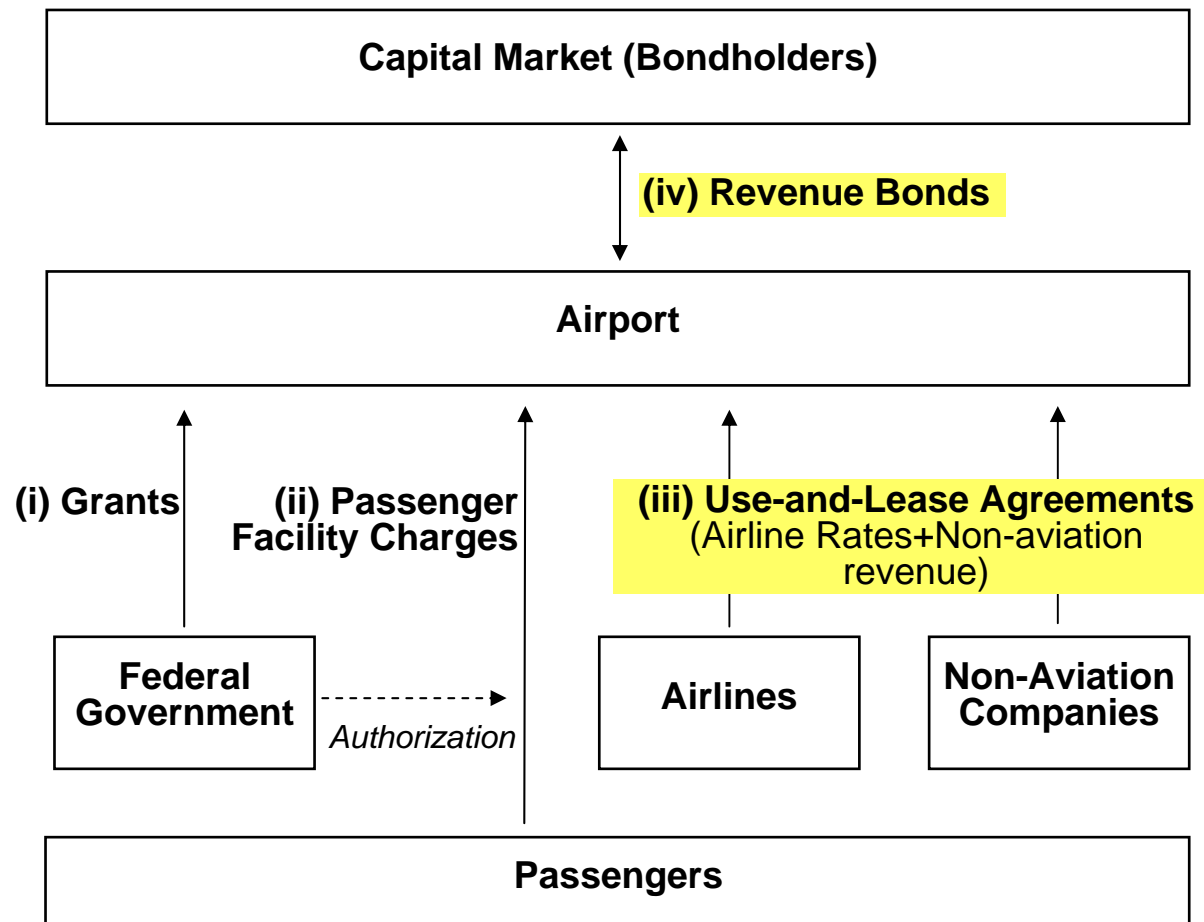 Capital Market (Bondholders)
(iv) Revenue Bonds
Airport
(i) Grants
(ii) Passenger
Facility Charges
(iii) Use-and-Lease Agreements
(Airline Rates+Non-aviation
revenue)
Federal
Government
Authorization
Airlines
Non-Aviation
Companies
Passengers